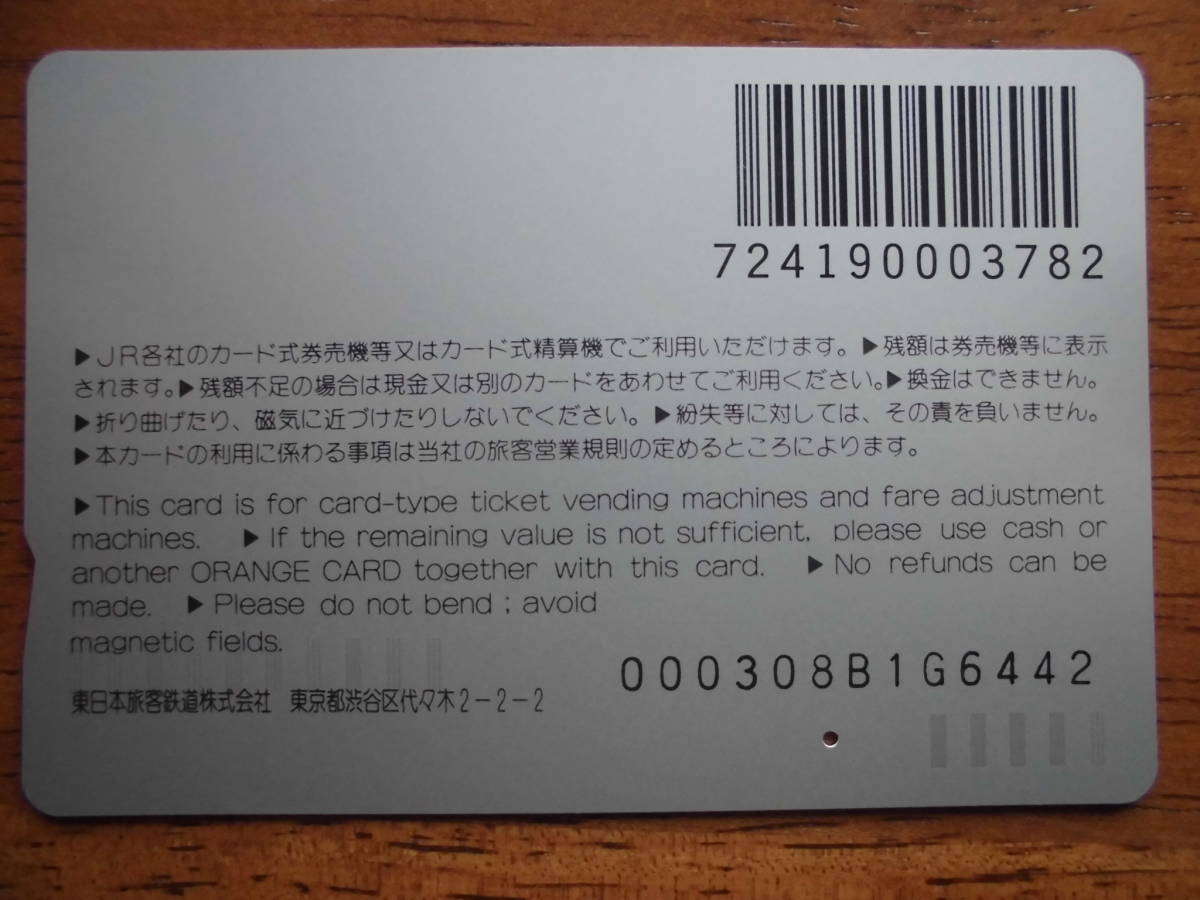 724190003782
▶JR各社のカード式券売機等又はカード式精算機でご利用いただけます。▶残額は券売機等に表示
されます。▶残額不足の場合は現金又は別のカードをあわせてご利用ください。▶換金はできません。
▶折り曲げたり、磁気に近づけたりしないでください。▶紛失等に対しては、その責を負いません。
▶本カードの利用に係わる事項は当社の旅客営業規則の定めるところによります。
▶This card is for card-type ticket vending machines and fare adjustment
machines. ▶If the remaining value is not sufficient, please use cash or
another ORANGE CARD together with this card. ▶No refunds can be
made. ▶Please do not bend ; avoid
magnetic fields.
000308B1G6442
東日本旅客鉄道株式会社 東京都渋谷区代々木2-2-2